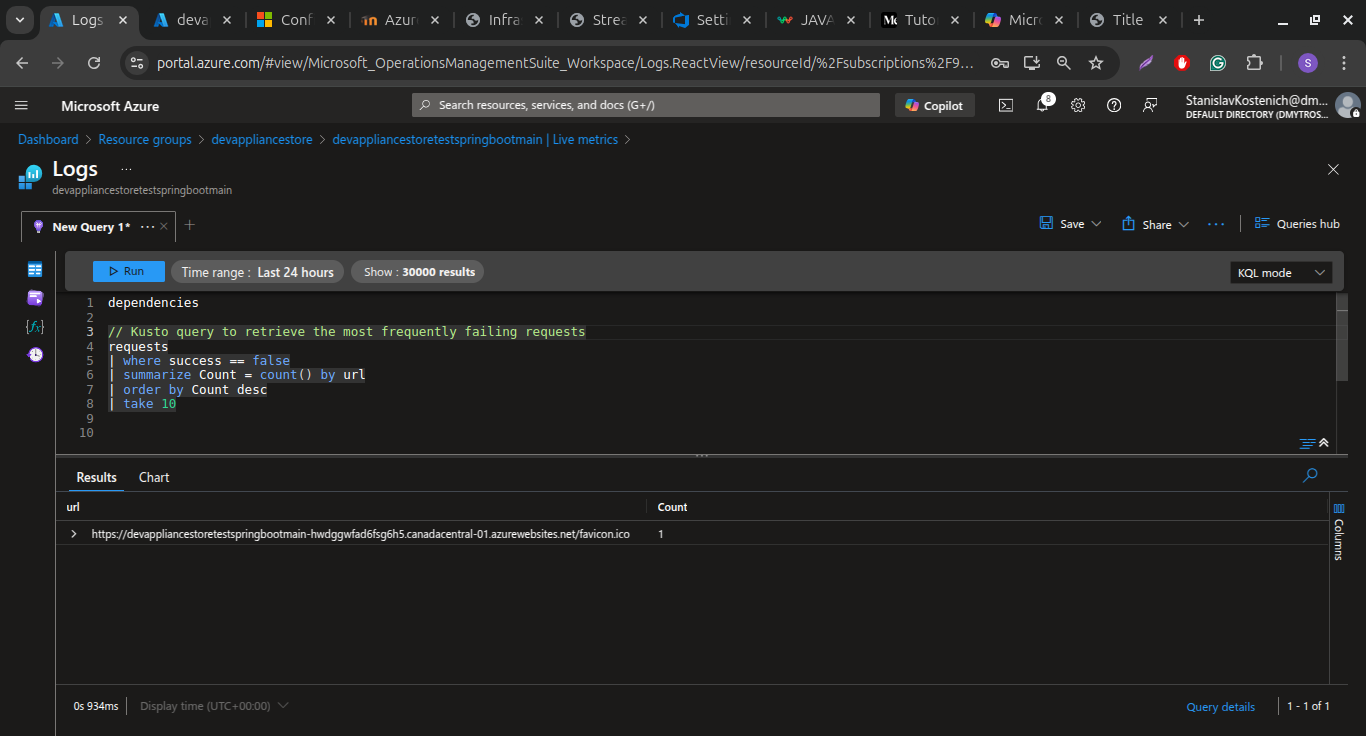 Logs
deva
Conf
Azur
Infra
Strea
Setti
JAVA
Tuto
Micro
Title
portal.azure.com/#view/Microsoft_OperationsManagementSuite_Workspace/Logs.ReactView/resourceId/%2Fsubscriptions%2F9...
S
Microsoft Azure
Search resources, services, and docs (G+/)
Copilot
8
StanislavKostenich@dm...
DEFAULT DIRECTORY (DMYTROS...
Dashboard > Resource groups > devappliancestore > devappliancestoretestspringbootmain | Live metrics >
Logs ...
devappliancestoretestspringbootmain
New Query 1* ...
Save
Share
...
Queries hub
Run
Time range : Last 24 hours
Show : 30000 results
KQL mode
1 dependencies
2
3 // Kusto query to retrieve the most frequently failing requests
4 requests
5 | where success == false
6 | summarize Count = count() by url
7 | order by Count desc
8 | take 10
9
10
Results Chart
url Count
https://devappliancestoretestspringbootmain-hwdggwfad6fsg6h5.canadacentral-01.azurewebsites.net/favicon.ico 1
Columns
0s 934ms
Display time (UTC+00:00)
Query details
1 - 1 of 1